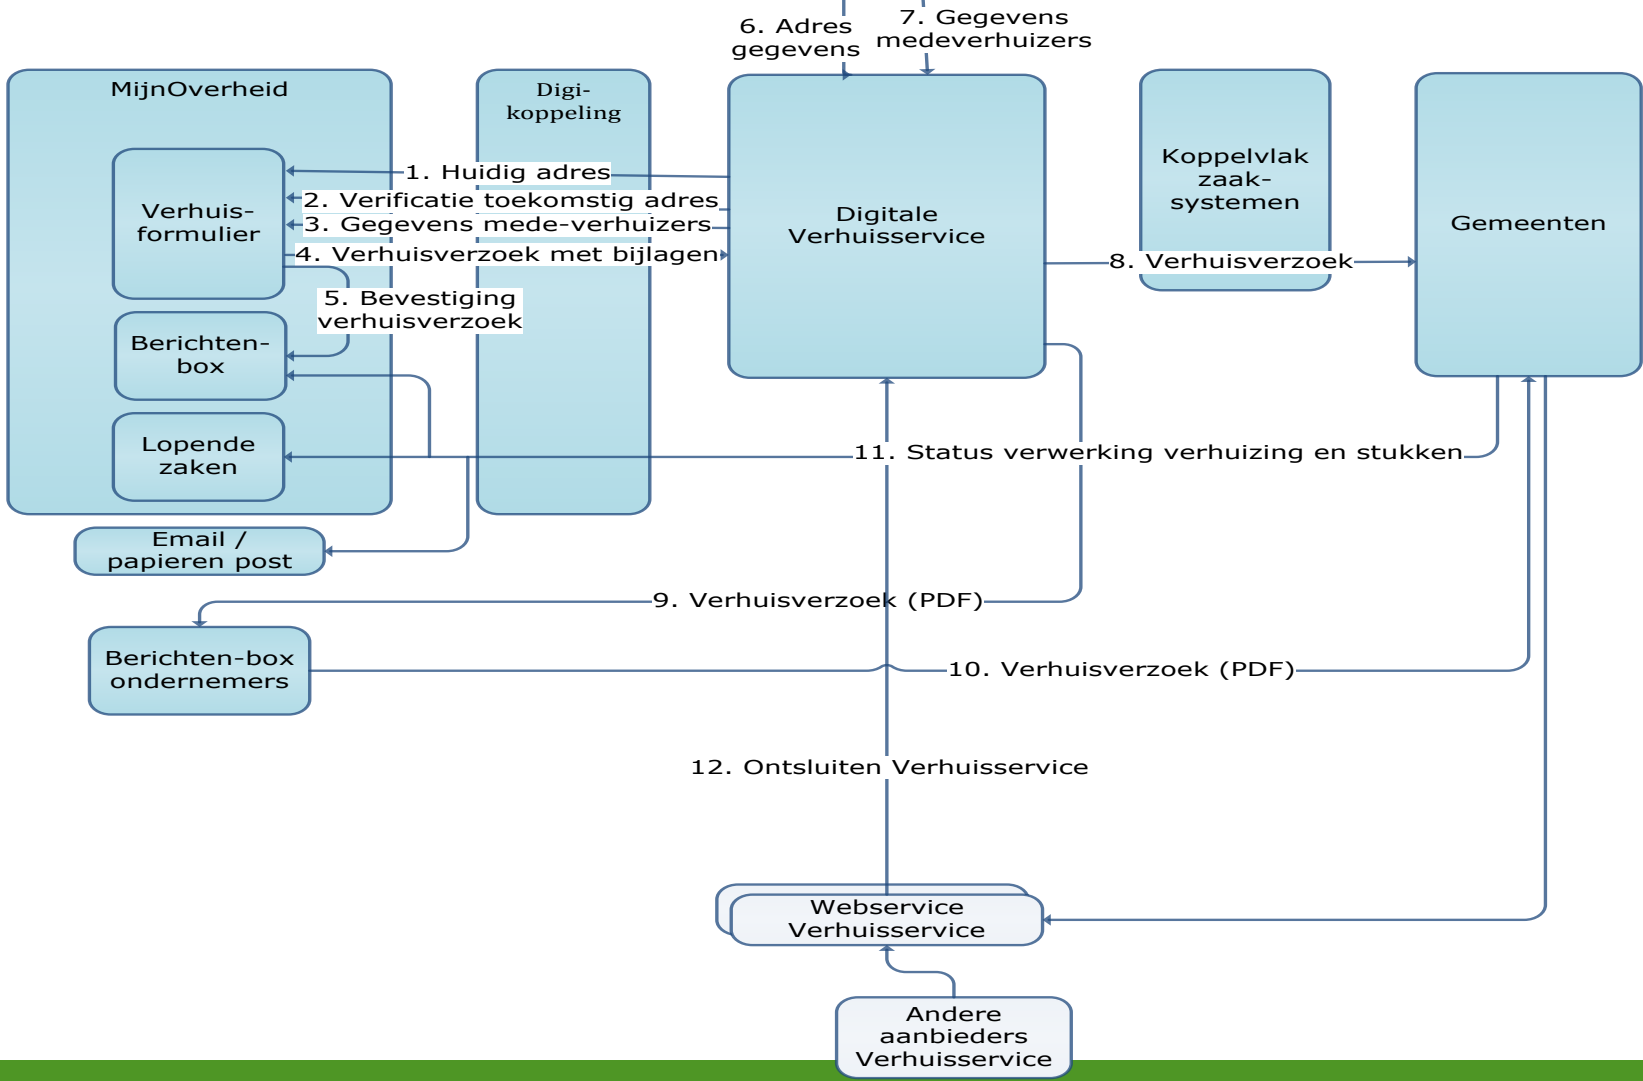 6. Adres
gegevens
7. Gegevens
medeverhuizers
MijnOverheid
Digi-
koppeling
Koppelvlak
zaak-
systemen
Gemeenten
Digitale
Verhuisservice
Verhuis-
formulier
1. Huidig adres
2. Verificatie toekomstig adres
3. Gegevens mede-verhuizers
4. Verhuisverzoek met bijlagen
5. Bevestiging
verhuisverzoek
8. Verhuisverzoek
Berichten-
box
Lopende
zaken
11. Status verwerking verhuizing en stukken
Email /
papieren post
9. Verhuisverzoek (PDF)
Berichten-box
ondernemers
10. Verhuisverzoek (PDF)
12. Ontsluiten Verhuisservice
Webservice
Verhuisservice
Andere
aanbieders
Verhuisservice